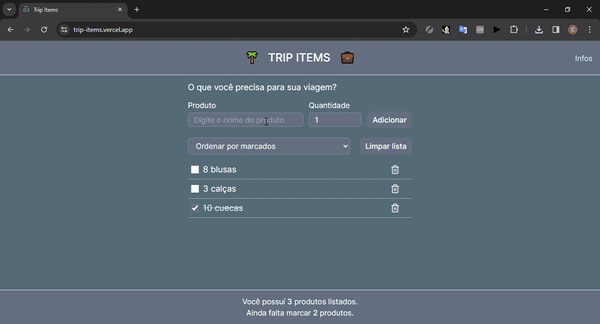 Trip Items
trip-items.vercel.app
TRIP ITEMS
Infos
O que você precisa para sua viagem?
Produto Quantidade
Digite o nome do produto 1 Adicionar
Ordenar por marcados Limpar lista
8 blusas
3 calças
10 cuecas
Você possuí 3 produtos listados.
Ainda falta marcar 2 produtos.